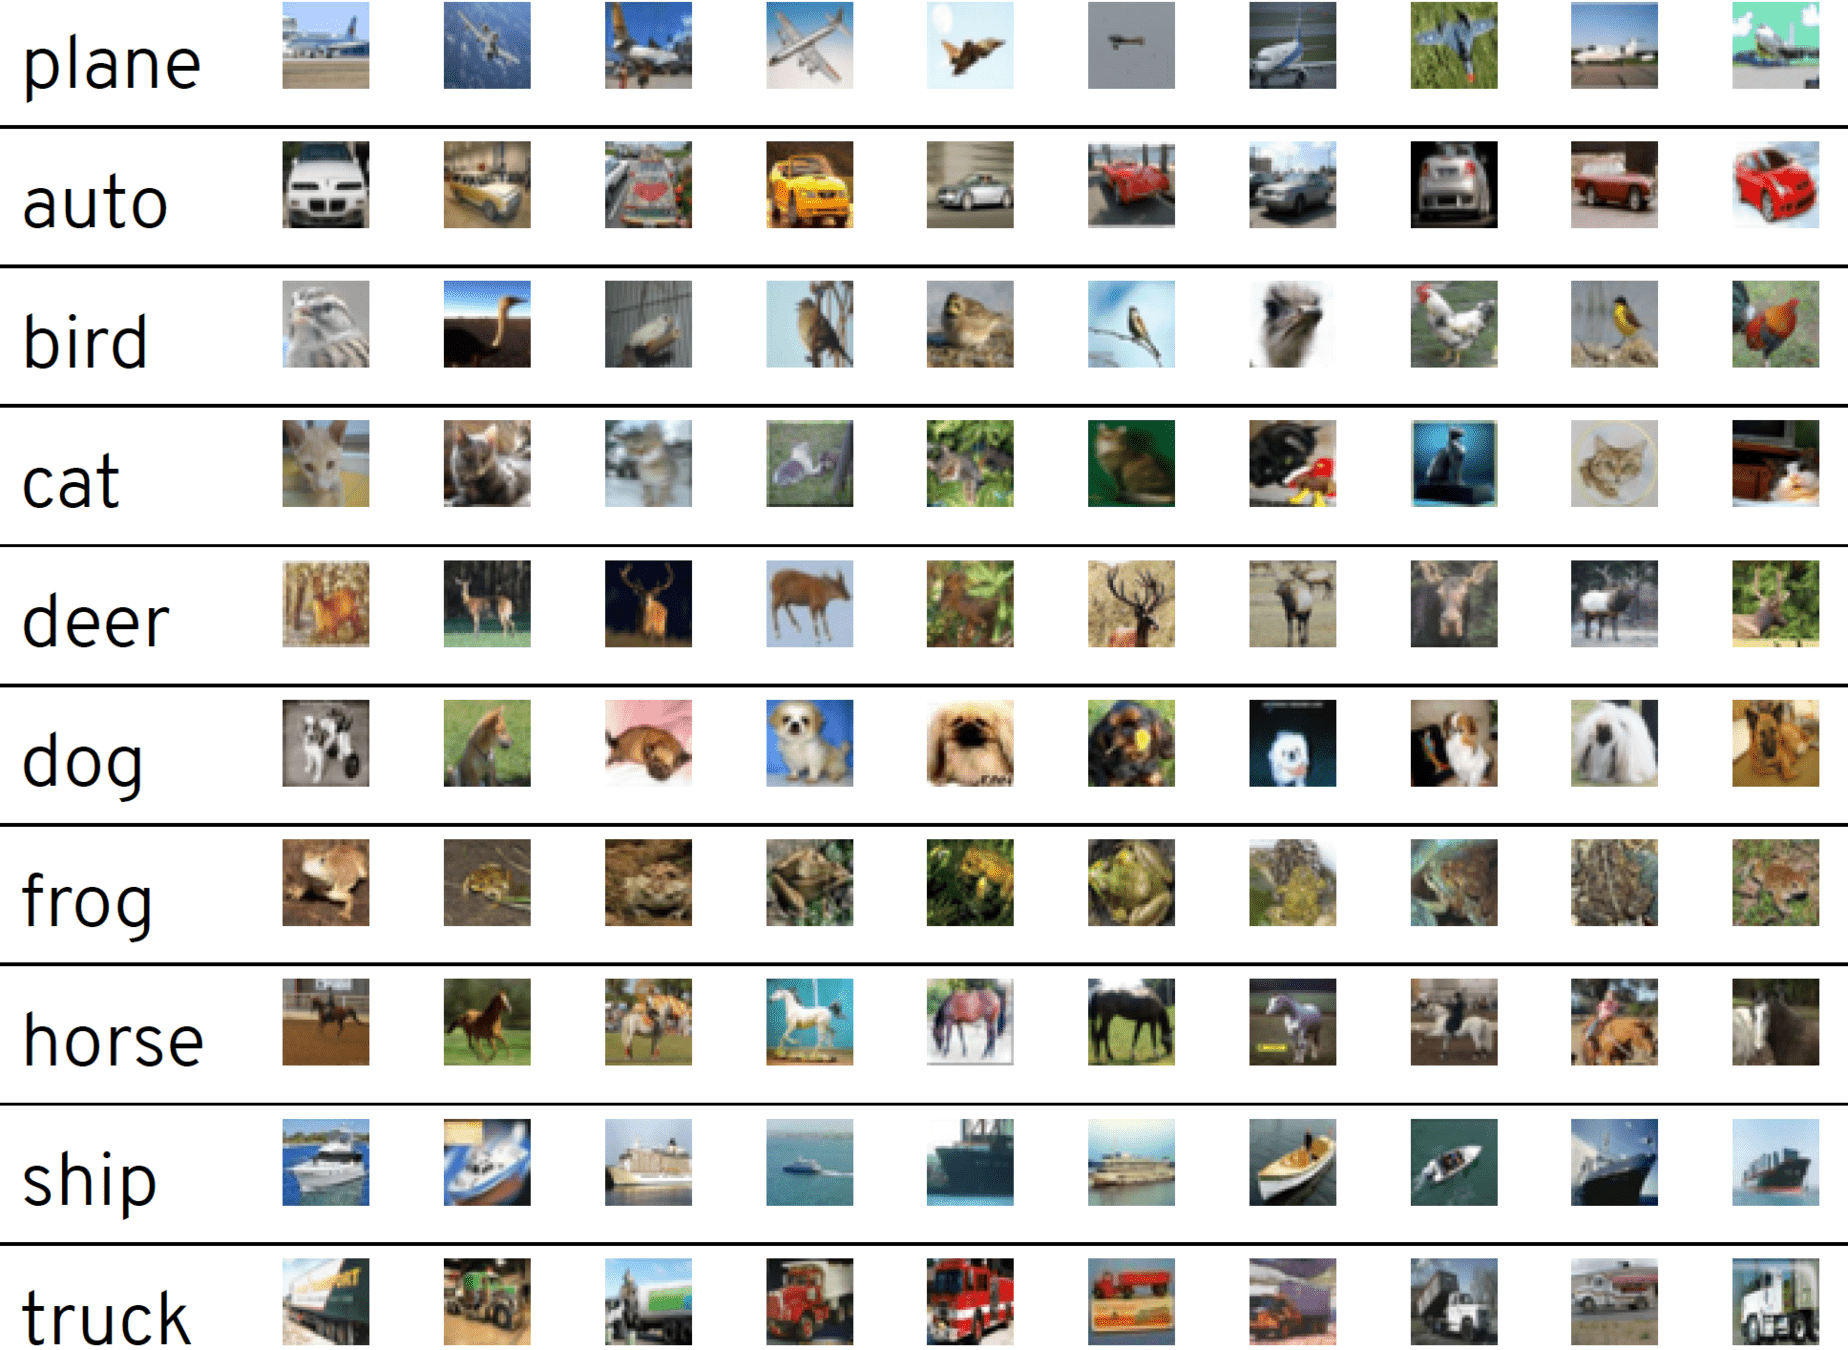 plane
auto
bird
cat
deer
dog
frog
horse
ship
truck